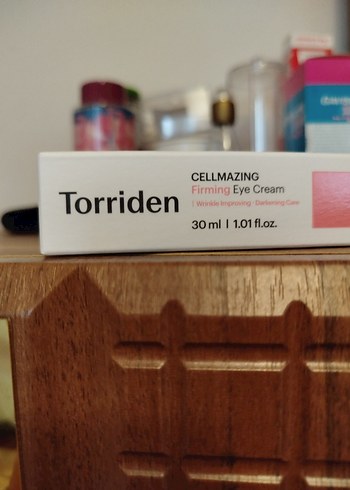 Torriden
CELLMAZING
Firming Eye Cream
| Wrinkle Improving · Darkening Care
30 ml | 1.01 fl.oz.